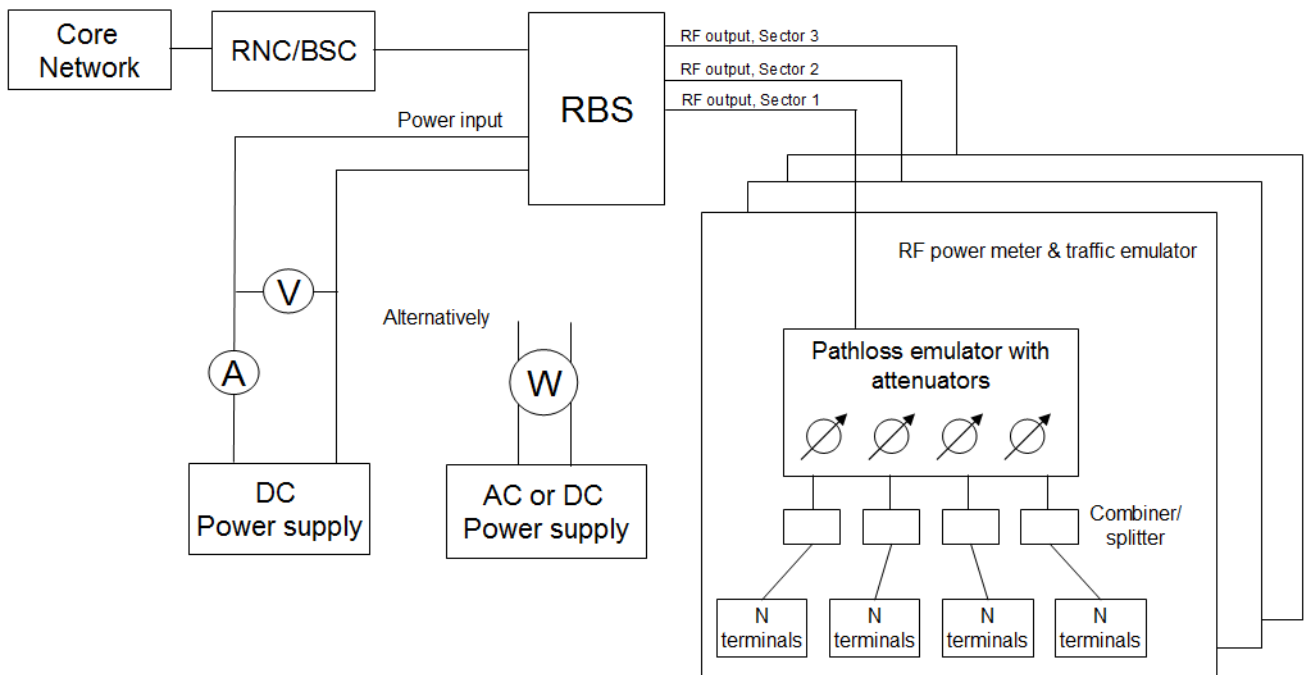 Core
Network
RNC/BSC
RBS
RF output, Sector 3
RF output, Sector 2
RF output, Sector 1
Power input
RF power meter & traffic emulator
V
Alternatively
A
W
Pathloss emulator with
attenuators
DC
Power supply
AC or DC
Power supply
Combiner/
splitter
N
terminals
N
terminals
N
terminals
N
terminals